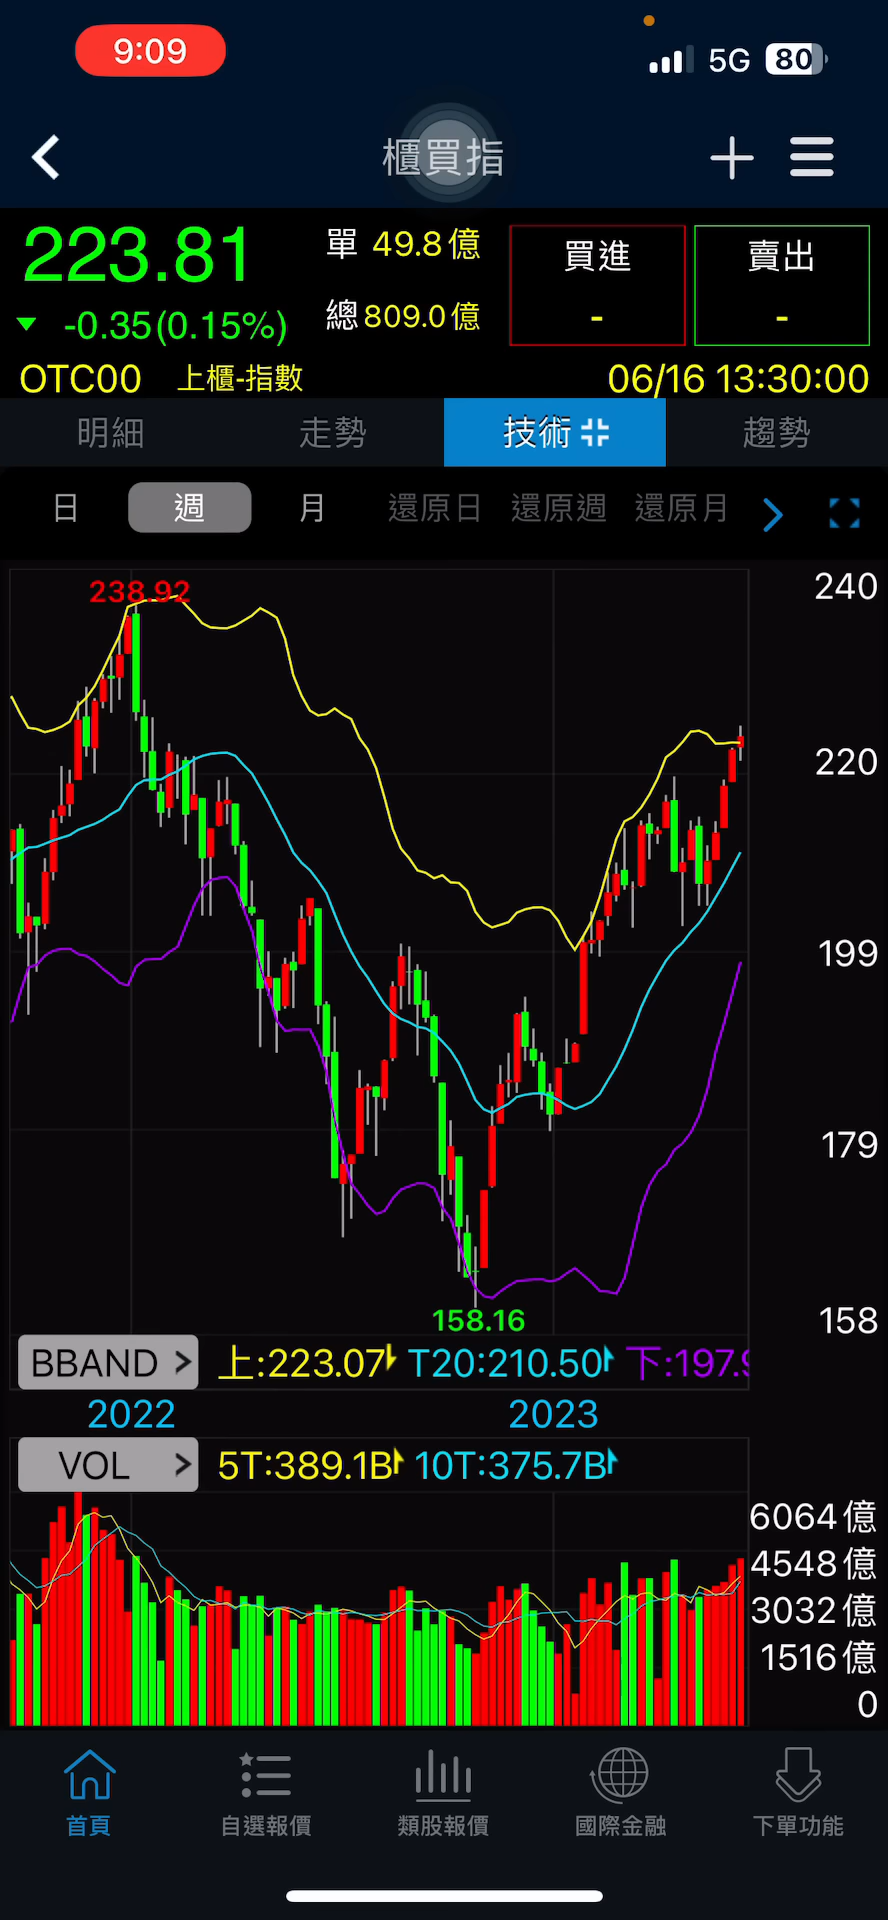 9:09
5G 80
櫃買指
223.81
單 49.8億
買進
賣出
-0.35(0.15%)
總809.0億
-
-
OTC00 上櫃-指數 06/16 13:30:00
明細 走勢 技術 趨勢
日 週 月 還原日 還原週 還原月
238.92
240
220
199
179
158
158.16
BBAND 上:223.07 T20:210.50 下:197.9
2022 2023
VOL 5T:389.1B 10T:375.7B
6064億
4548億
3032億
1516億
0
首頁 自選報價 類股報價 國際金融 下單功能